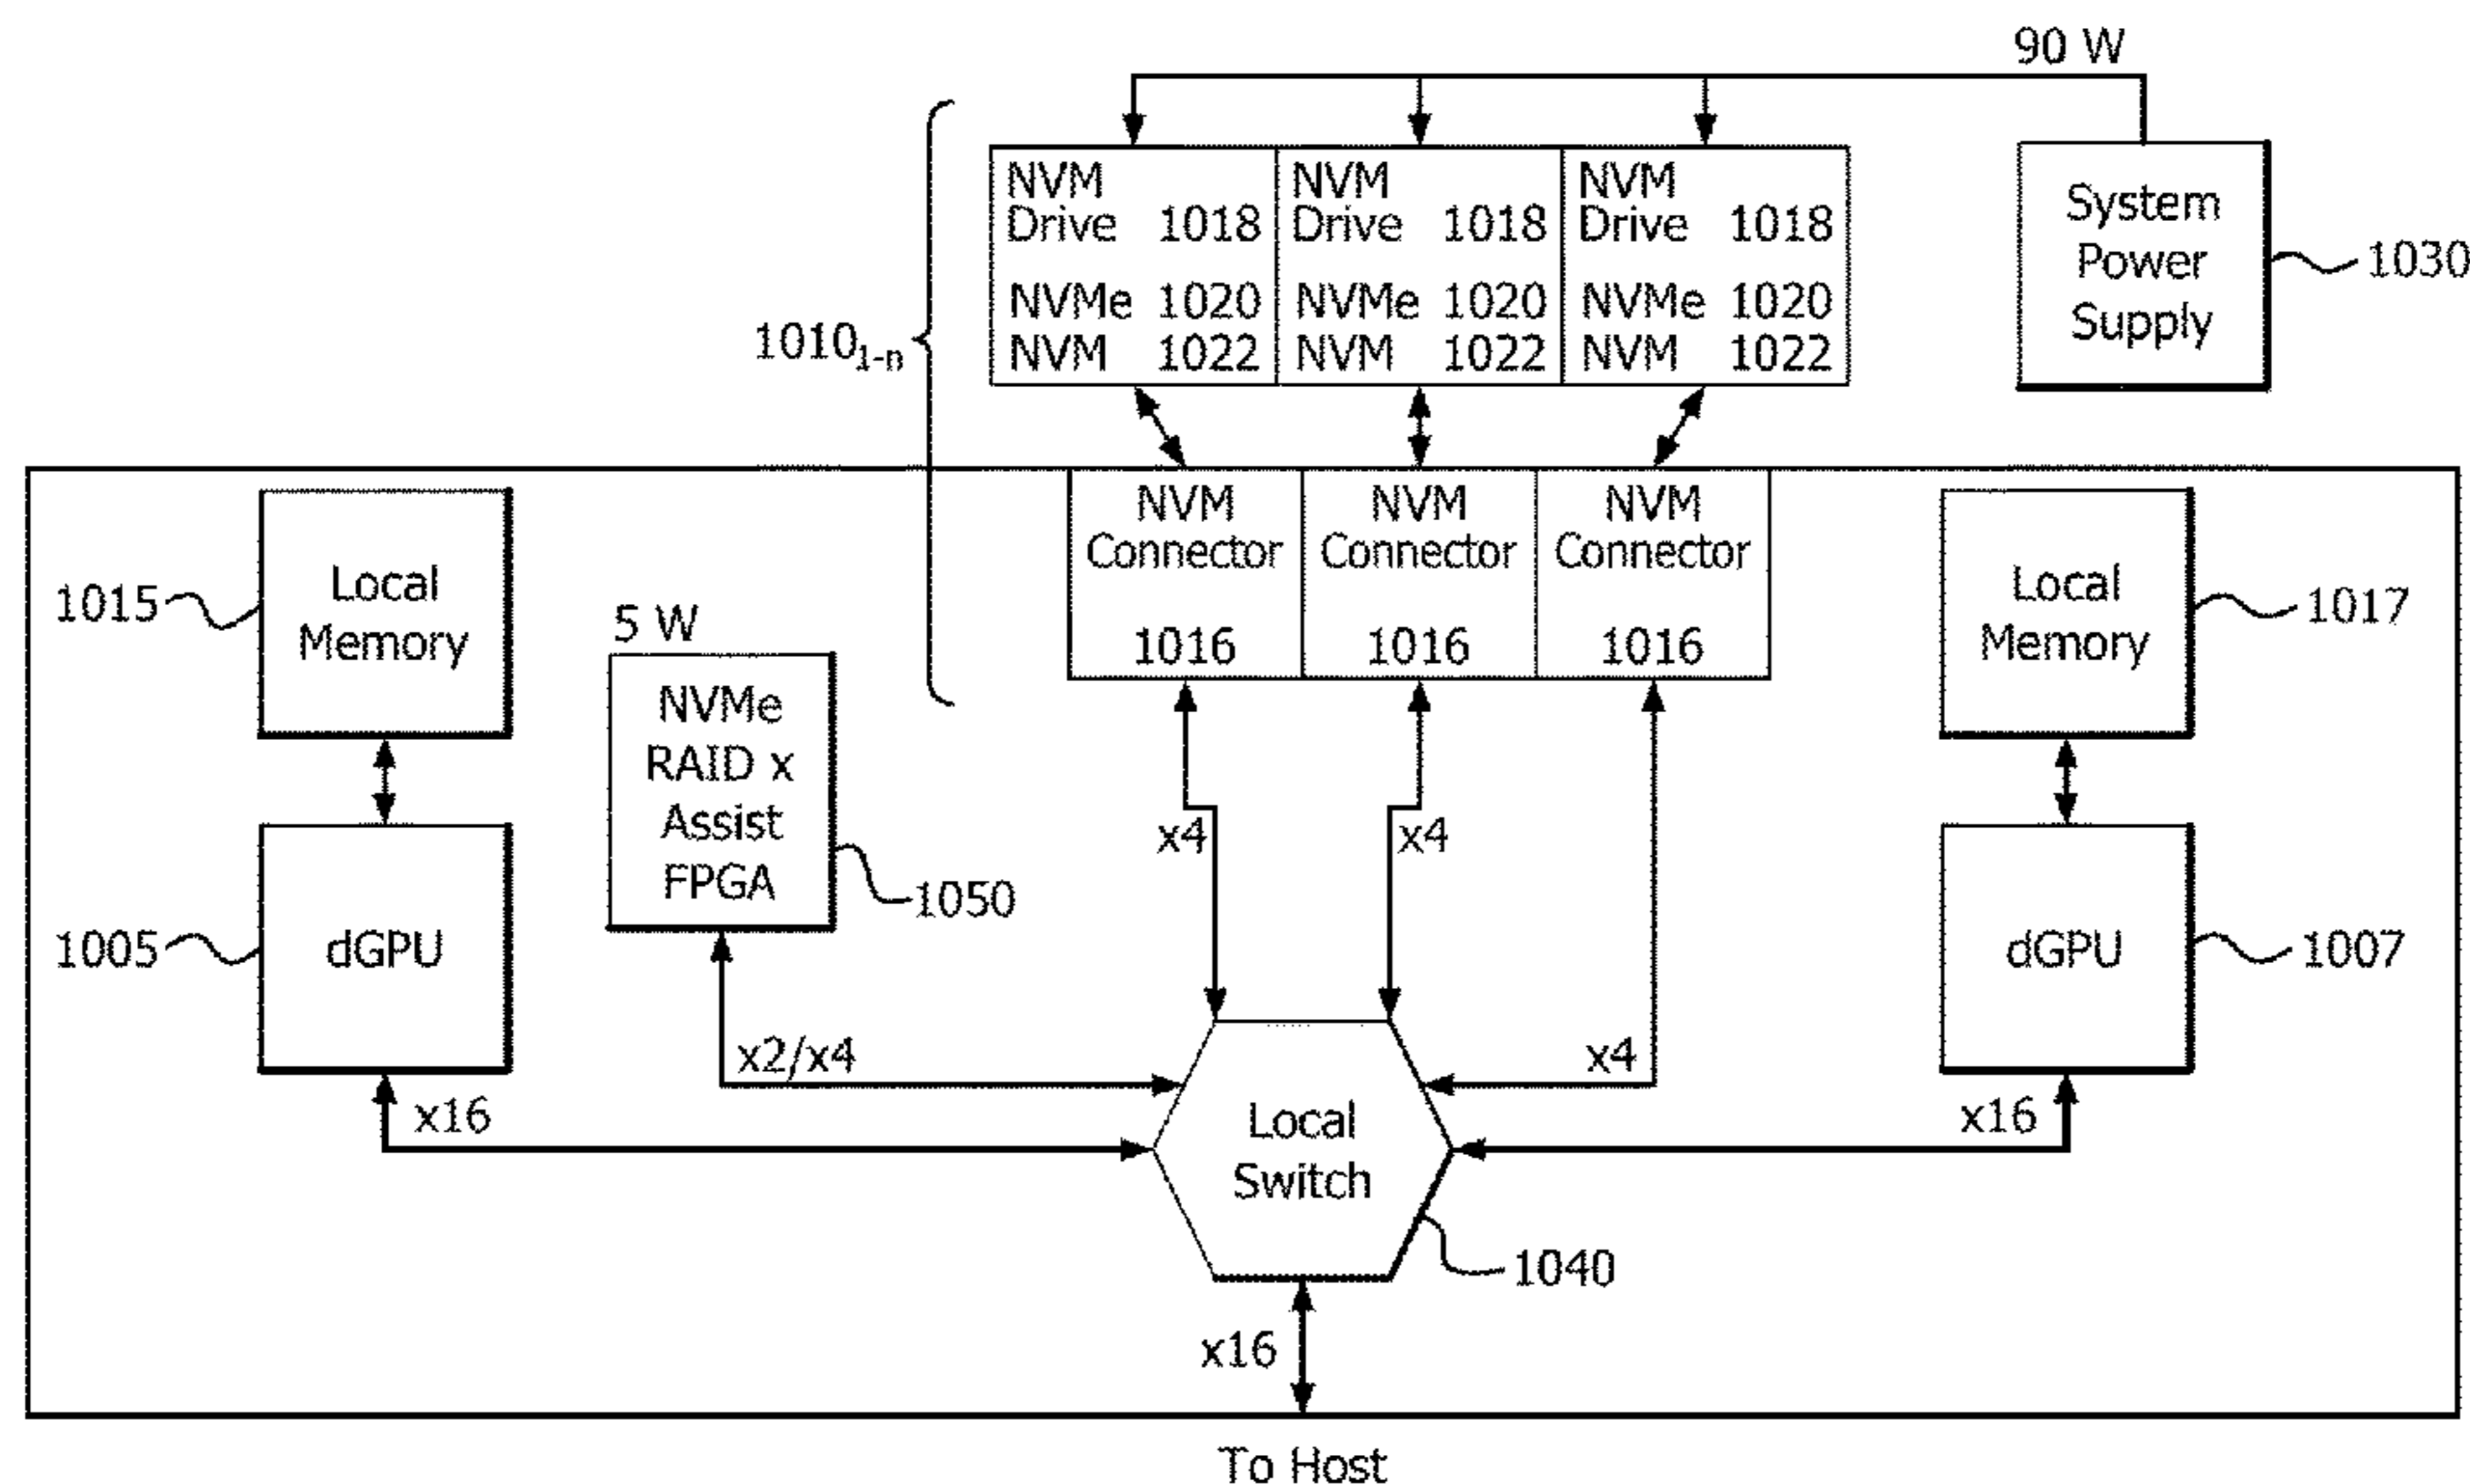 90 W
NVM
Drive 1018
NVMe 1020
NVM 1022
NVM
Drive 1018
NVMe 1020
NVM 1022
NVM
Drive 1018
NVMe 1020
NVM 1022
System
Power
Supply
1030
1010₁₋ₙ
Local
Memory
1015
5 W
NVMe
RAID x
Assist
FPGA
1050
NVM
Connector
1016
NVM
Connector
1016
NVM
Connector
1016
Local
Memory
1017
1005
dGPU
dGPU
1007
x4
x4
x4
x2/x4
x16
x16
Local
Switch
1040
x16
To Host